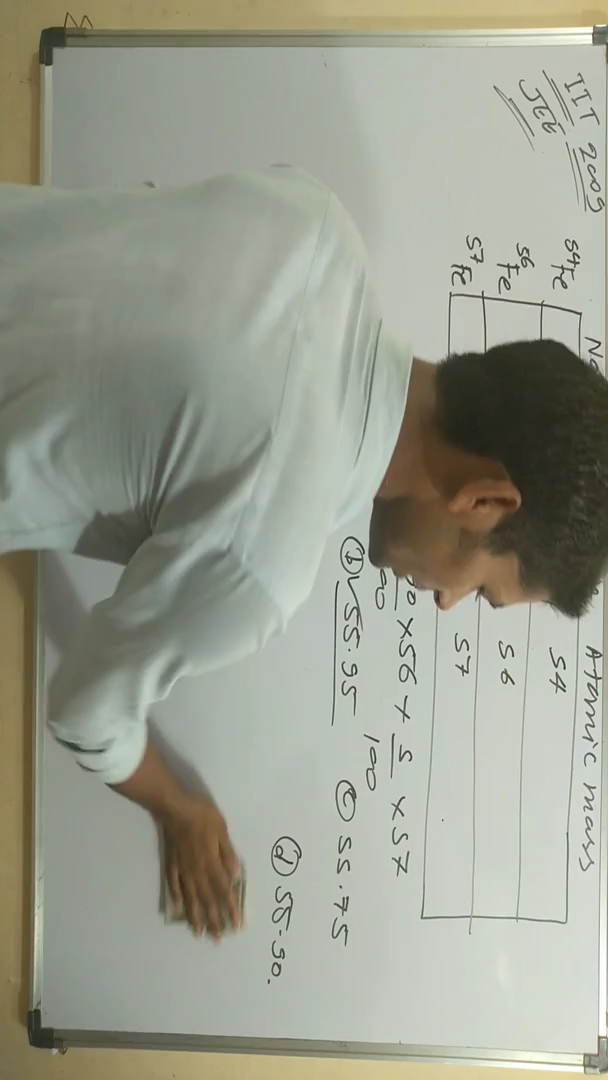 IIT 2009
JEE
Atomic mass
54Fe 54
56Fe 56
57Fe 57
× 56 + 5/100 × 57
(b) ✓ 55.95 (c) 55.75
(d) 55.90.